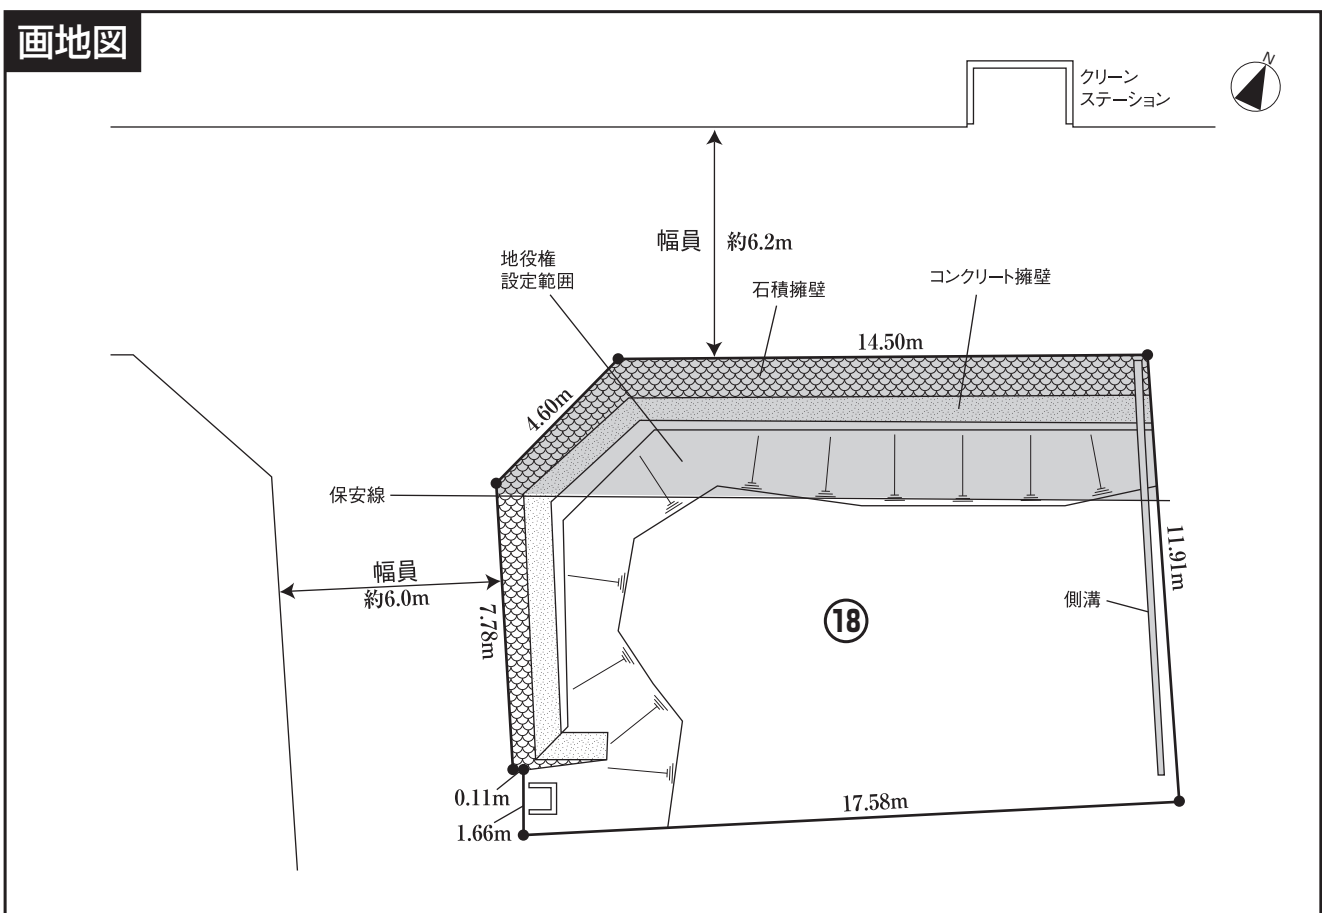 画地図
クリーン
ステーション
N
幅員 約6.2m
地役権
設定範囲
石積擁壁
コンクリート擁壁
14.50m
4.60m
保安線
幅員
約6.0m
7.78m
11.91m
側溝
18
0.11m
1.66m
17.58m